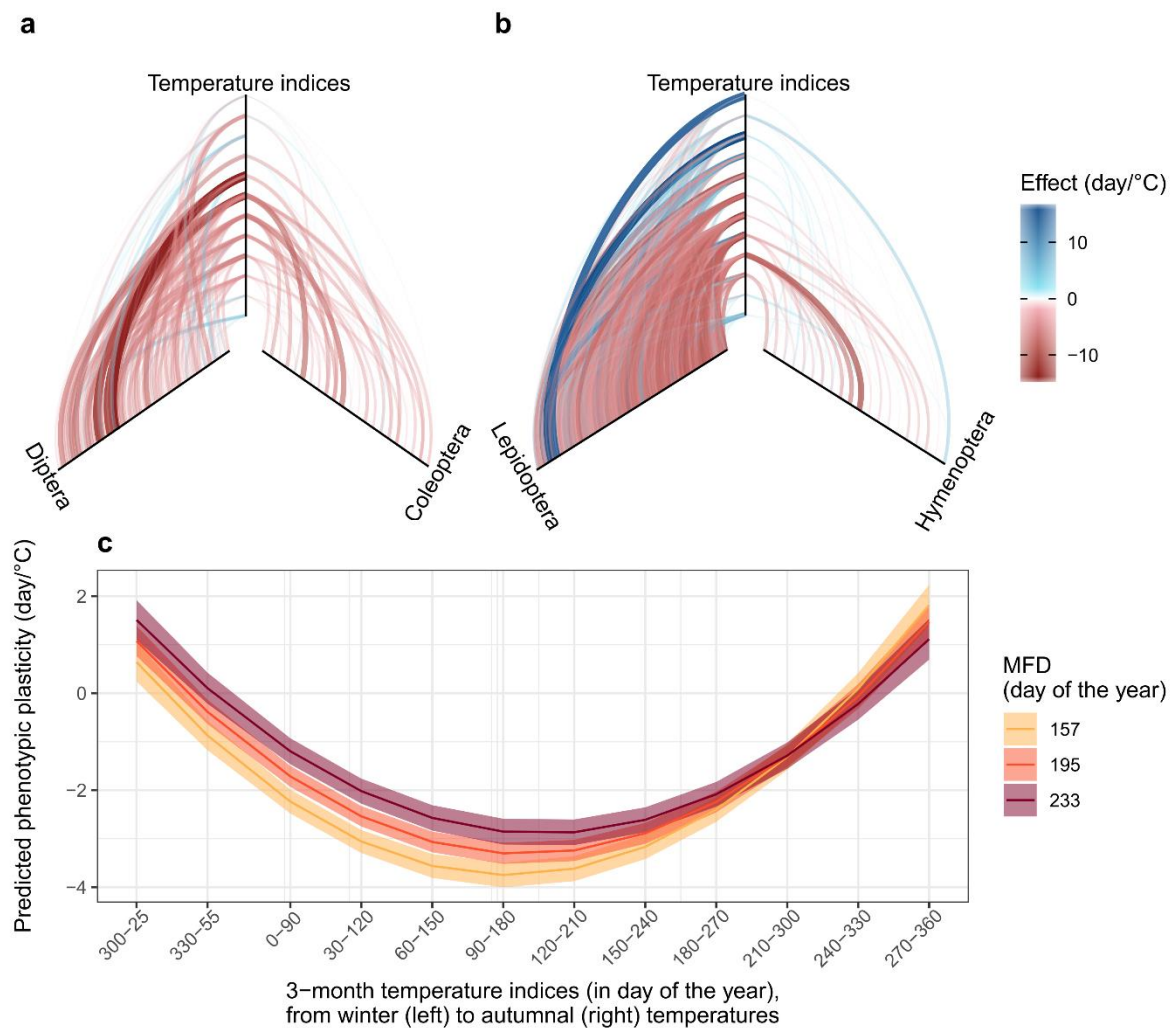 a
b
Temperature indices
Temperature indices
Diptera
Coleoptera
Lepidoptera
Hymenoptera
Effect (day/°C)
10
0
−10
c
Predicted phenotypic plasticity (day/°C)
2
0
−2
−4
300−25
330−55
0−90
30−120
60−150
90−180
120−210
150−240
180−270
210−300
240−330
270−360
3−month temperature indices (in day of the year),
from winter (left) to autumnal (right) temperatures
MFD
(day of the year)
157
195
233